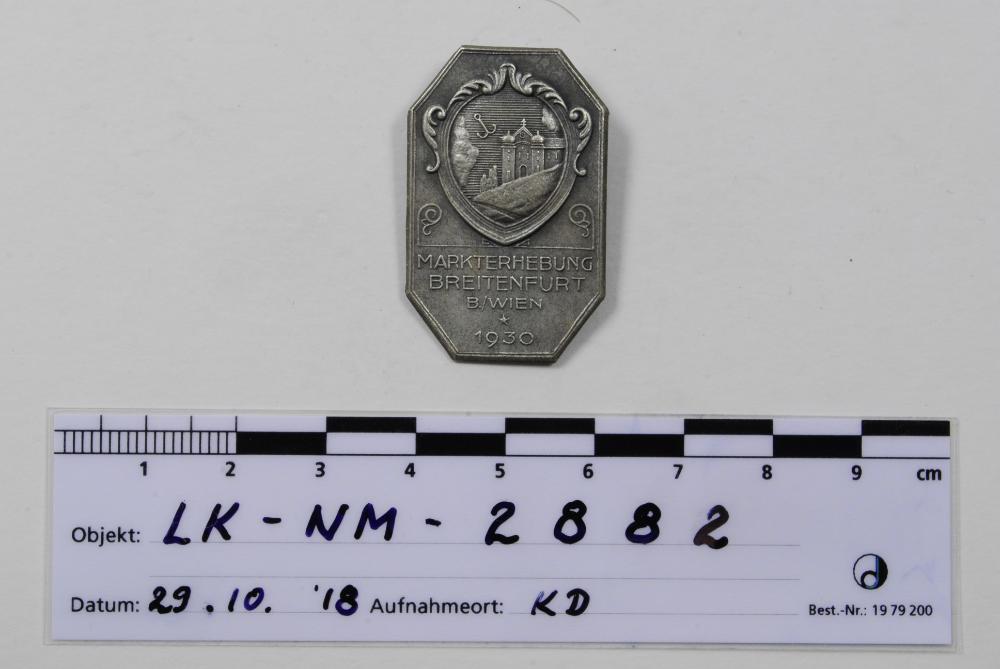 MARKTERHEBUNG
BREITENFURT
B./WIEN
1930
1 2 3 4 5 6 7 8 9 cm
Objekt: LK - NM - 2882
Datum: 29.10.'18 Aufnahmeort: KD
Best.-Nr.: 19 79 200